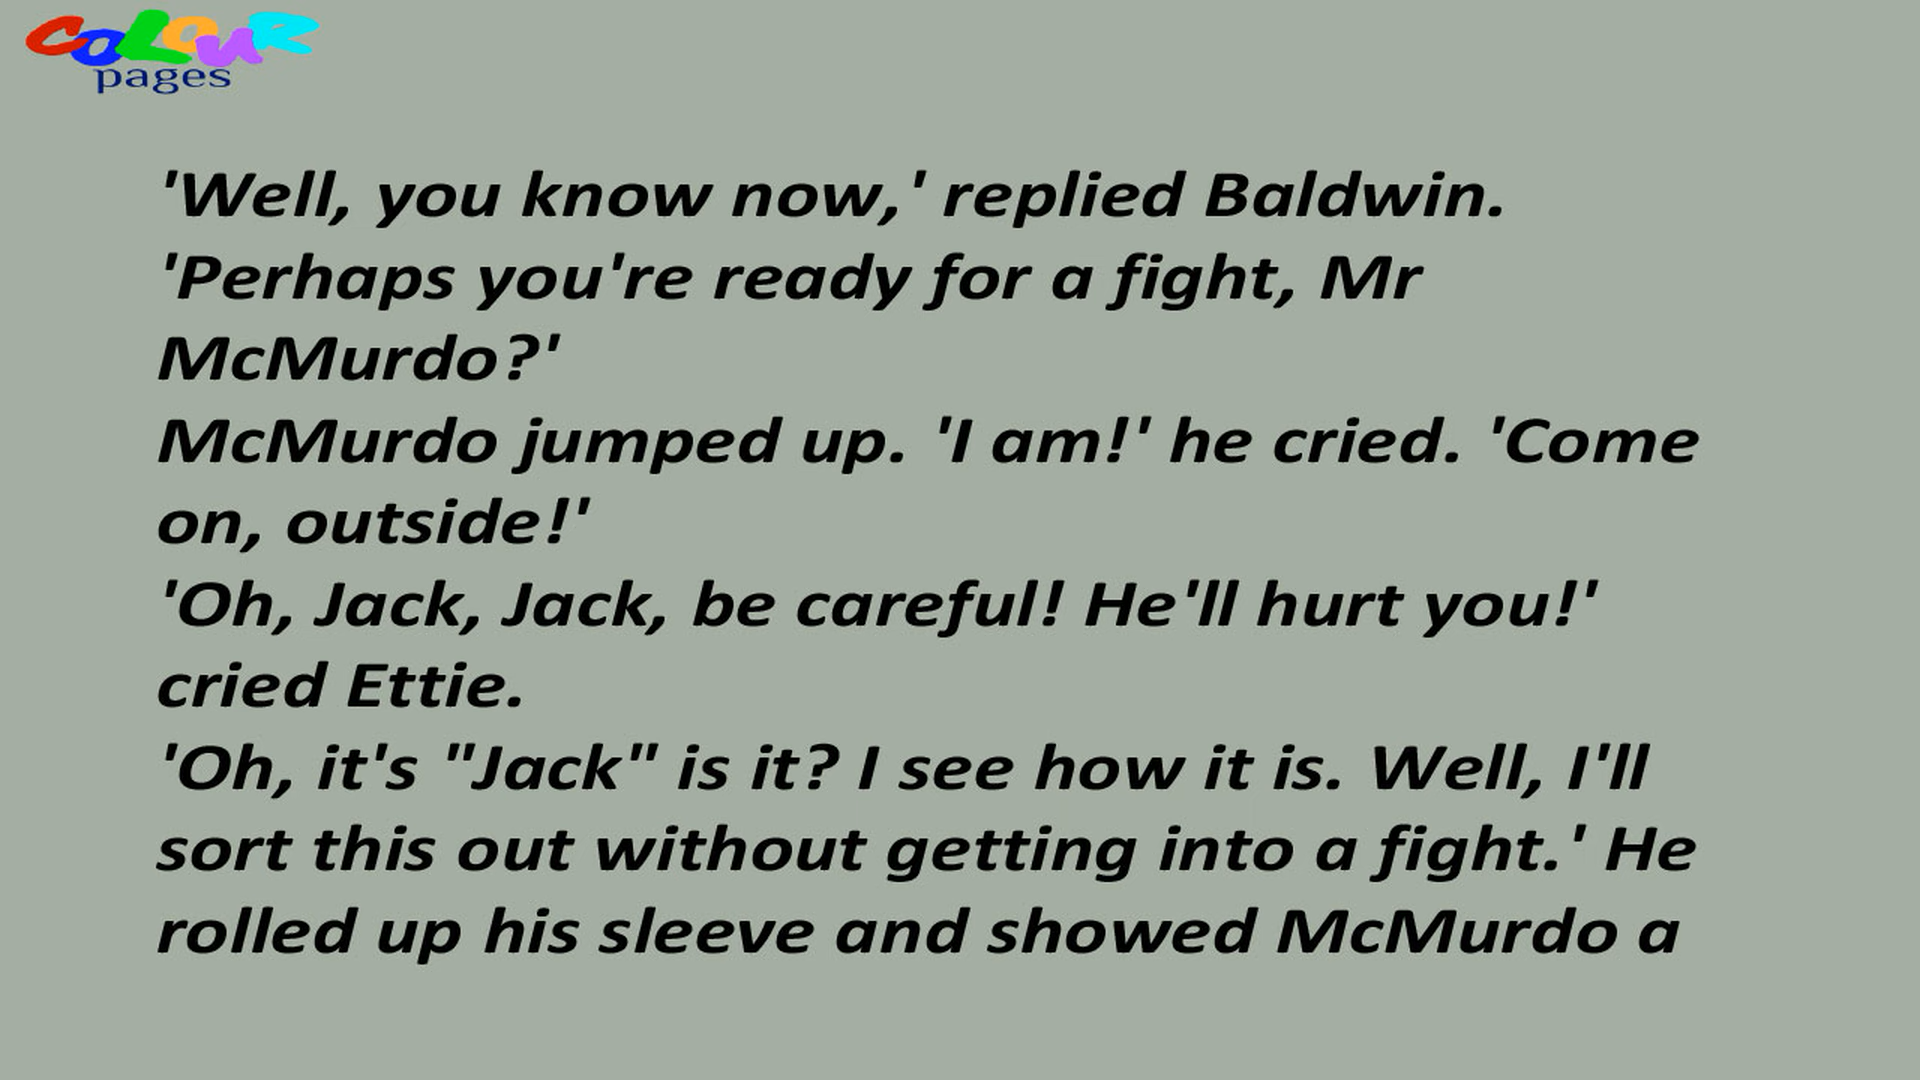 COLOUR
pages
'Well, you know now,' replied Baldwin.
'Perhaps you're ready for a fight, Mr
McMurdo?'
McMurdo jumped up. 'I am!' he cried. 'Come
on, outside!'
'Oh, Jack, Jack, be careful! He'll hurt you!'
cried Ettie.
'Oh, it's "Jack" is it? I see how it is. Well, I'll
sort this out without getting into a fight.' He
rolled up his sleeve and showed McMurdo a